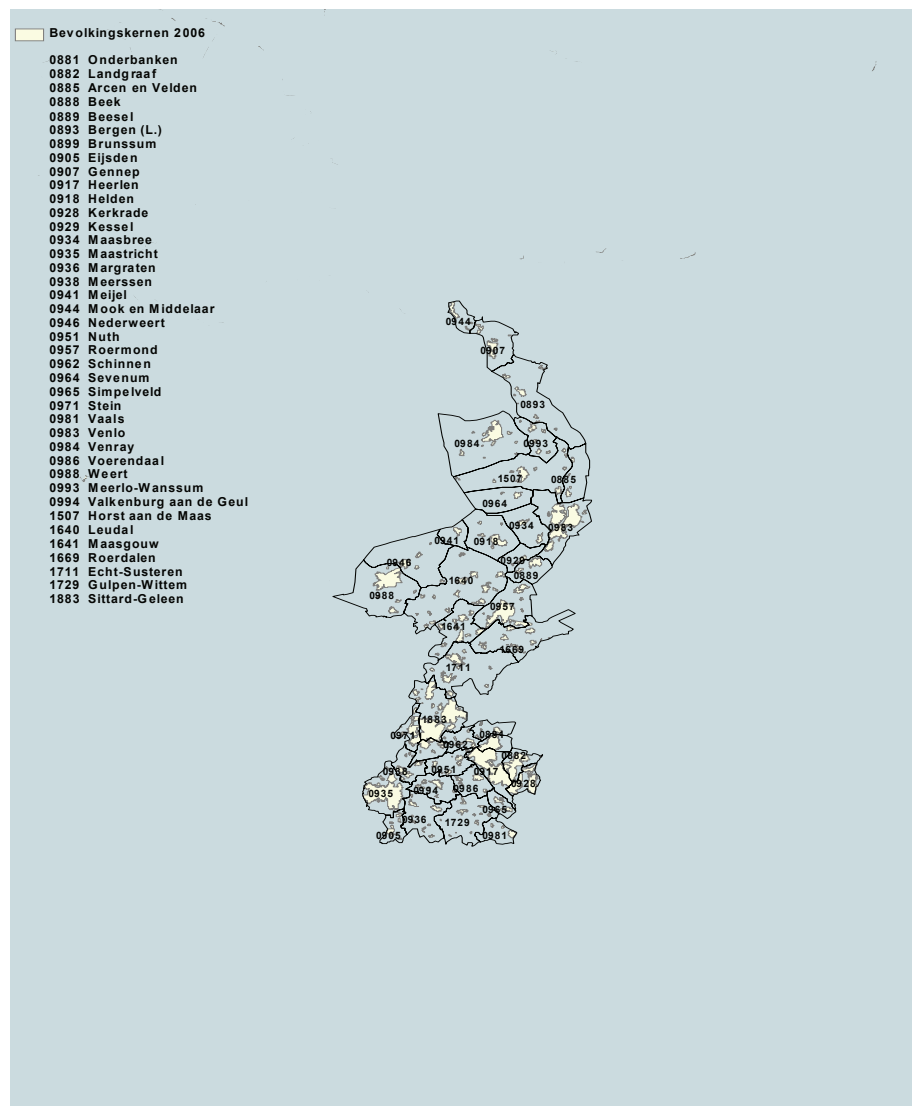 Bevolkingskernen 2006
0881 Onderbanken
0882 Landgraaf
0885 Arcen en Velden
0888 Beek
0889 Beesel
0893 Bergen (L.)
0899 Brunssum
0905 Eijsden
0907 Gennep
0917 Heerlen
0918 Helden
0928 Kerkrade
0929 Kessel
0934 Maasbree
0935 Maastricht
0936 Margraten
0938 Meerssen
0941 Meijel
0944 Mook en Middelaar
0946 Nederweert
0951 Nuth
0957 Roermond
0962 Schinnen
0964 Sevenum
0965 Simpelveld
0971 Stein
0981 Vaals
0983 Venlo
0984 Venray
0986 Voerendaal
0988 Weert
0993 Meerlo-Wanssum
0994 Valkenburg aan de Geul
1507 Horst aan de Maas
1640 Leudal
1641 Maasgouw
1669 Roerdalen
1711 Echt-Susteren
1729 Gulpen-Wittem
1883 Sittard-Geleen
0944
0907
0893
0984
0993
1507
0885
0964
0934
0983
0941
0918
0929
0946
0889
1640
0988
0957
1641
1669
1711
1883
0971
0881
0962
0882
0938
0951
0917
0928
0935
0994
0986
0965
0936
1729
0905
0981